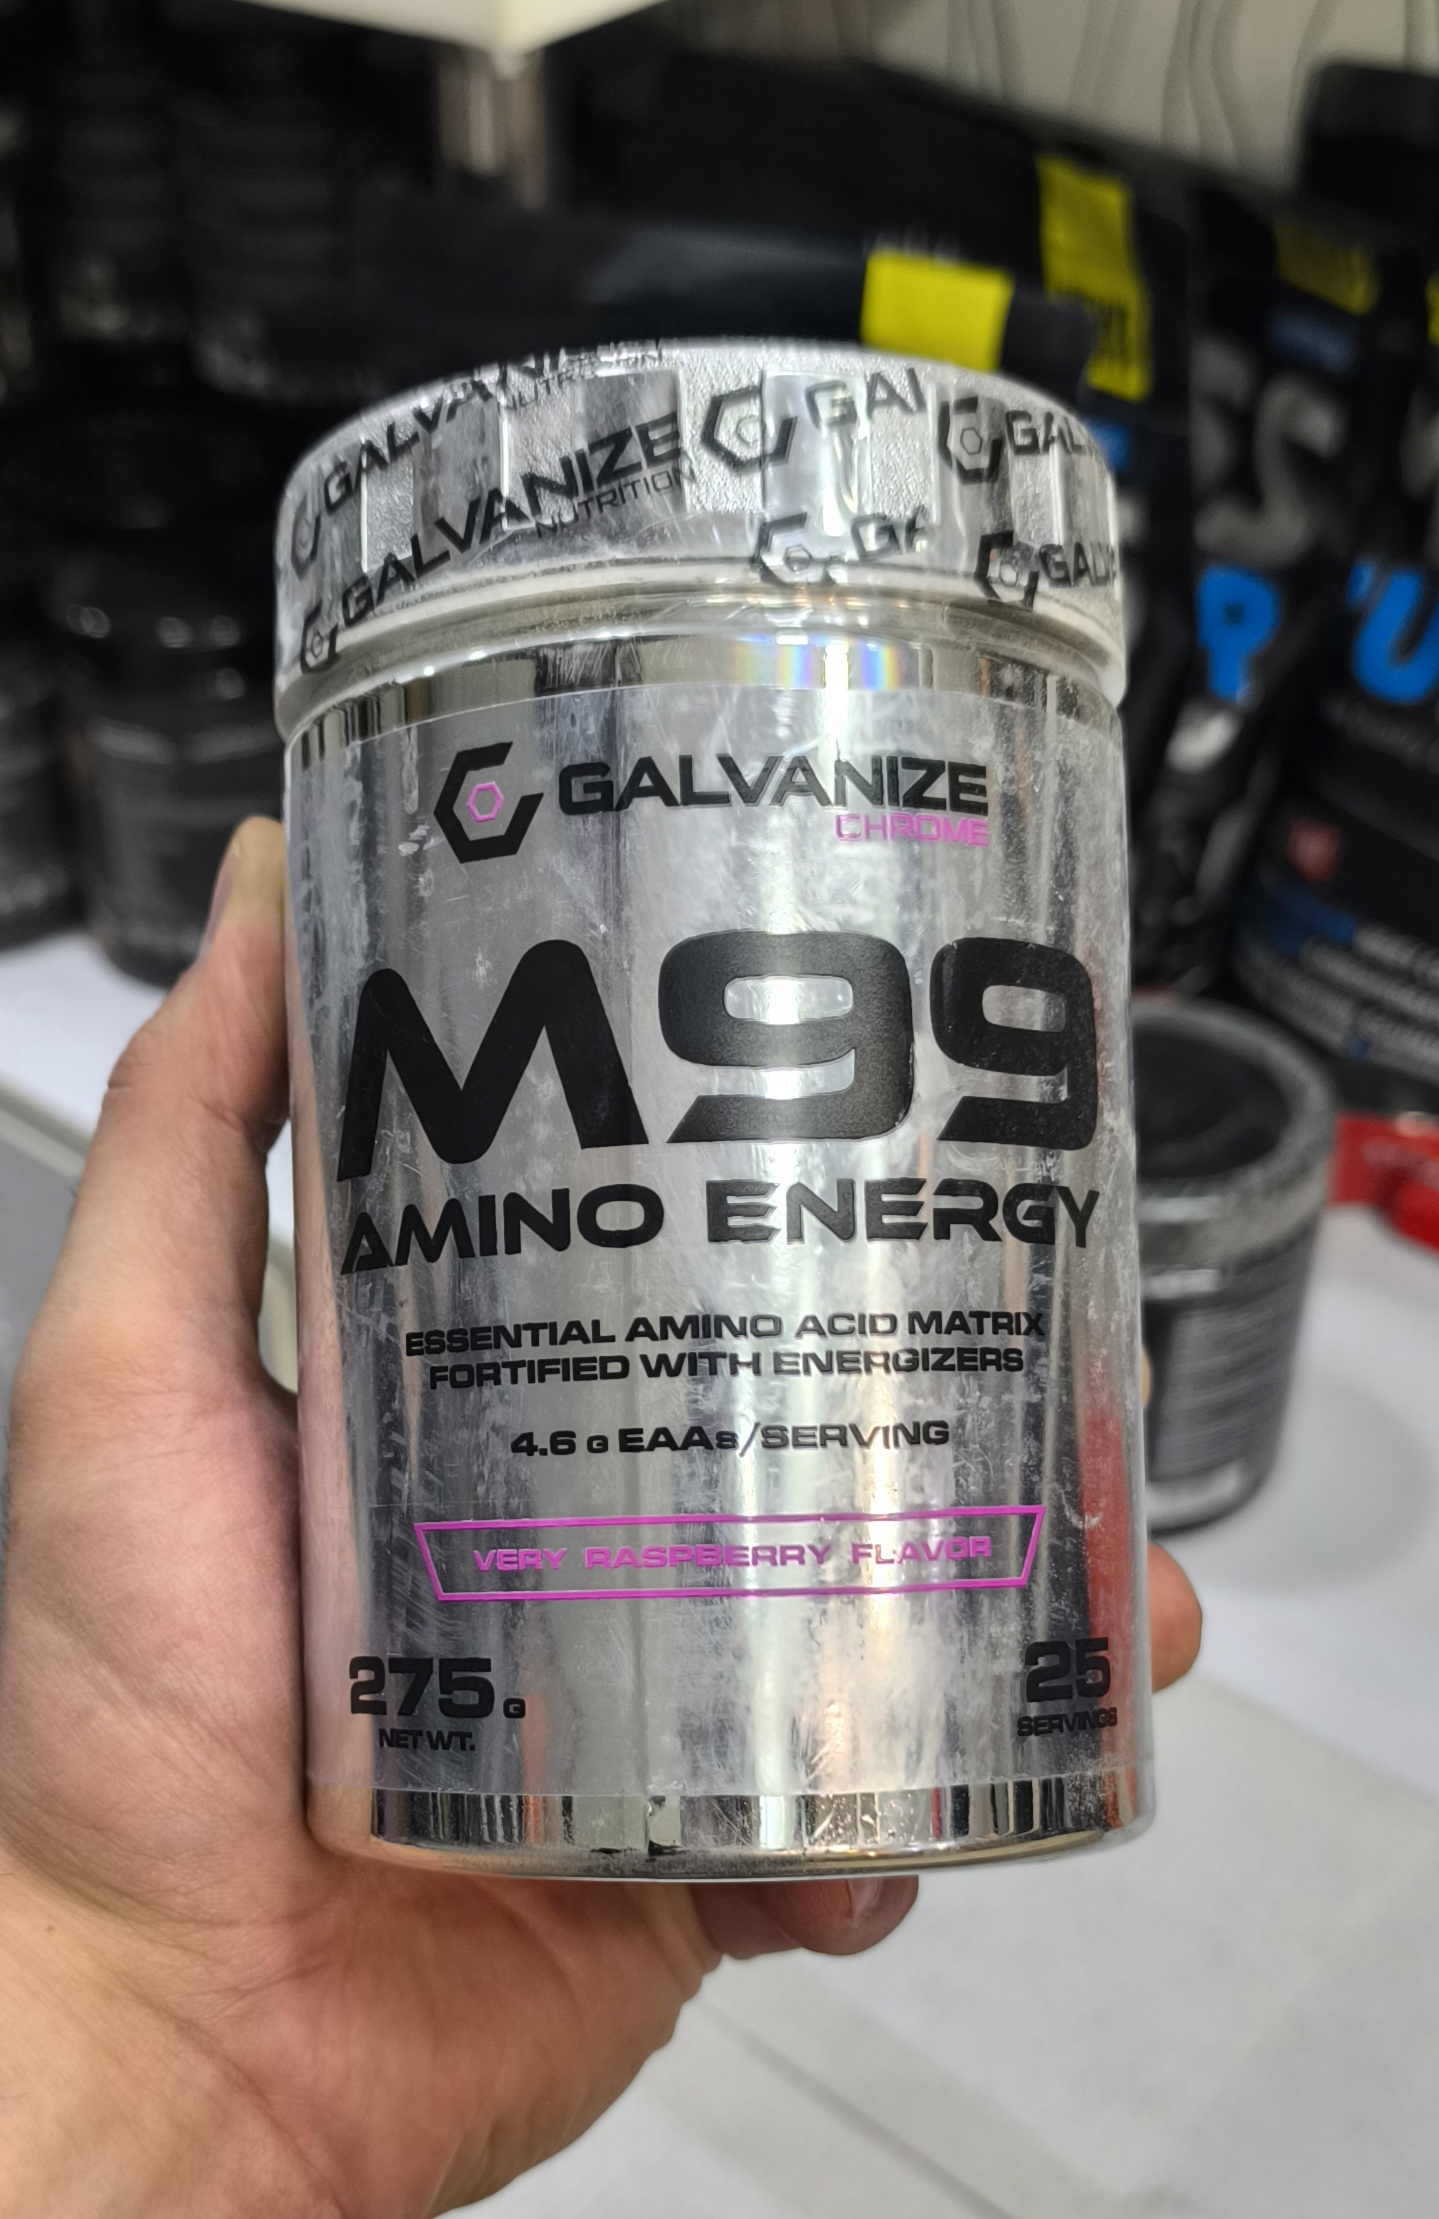 GALVANIZE
NUTRITION
GALVANIZE
CHROME
M99
AMINO ENERGY
ESSENTIAL AMINO ACID MATRIX
FORTIFIED WITH ENERGIZERS
4.6 G EAAs/SERVING
VERY RASPBERRY FLAVOR
275 G
NET WT.
25
SERVINGS